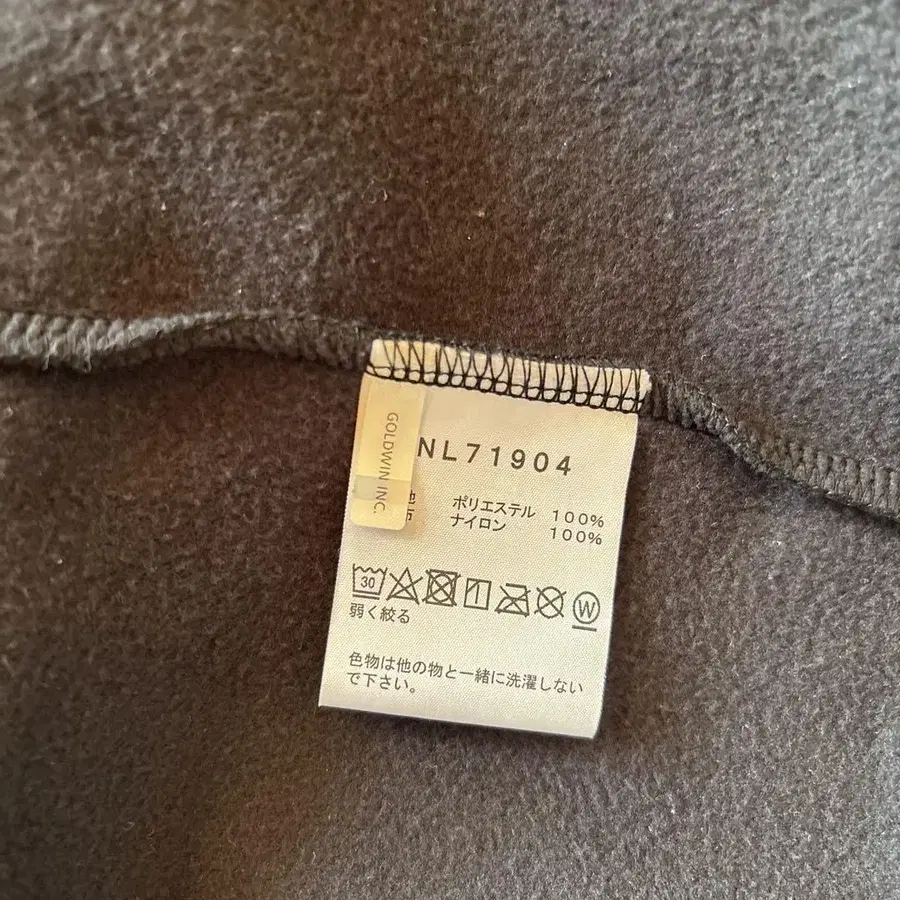 GOLDWIN INC.
NL71904
ポリエステル 100%
ナイロン 100%
30
W
弱く絞る
色物は他の物と一緒に洗濯しない
で下さい。